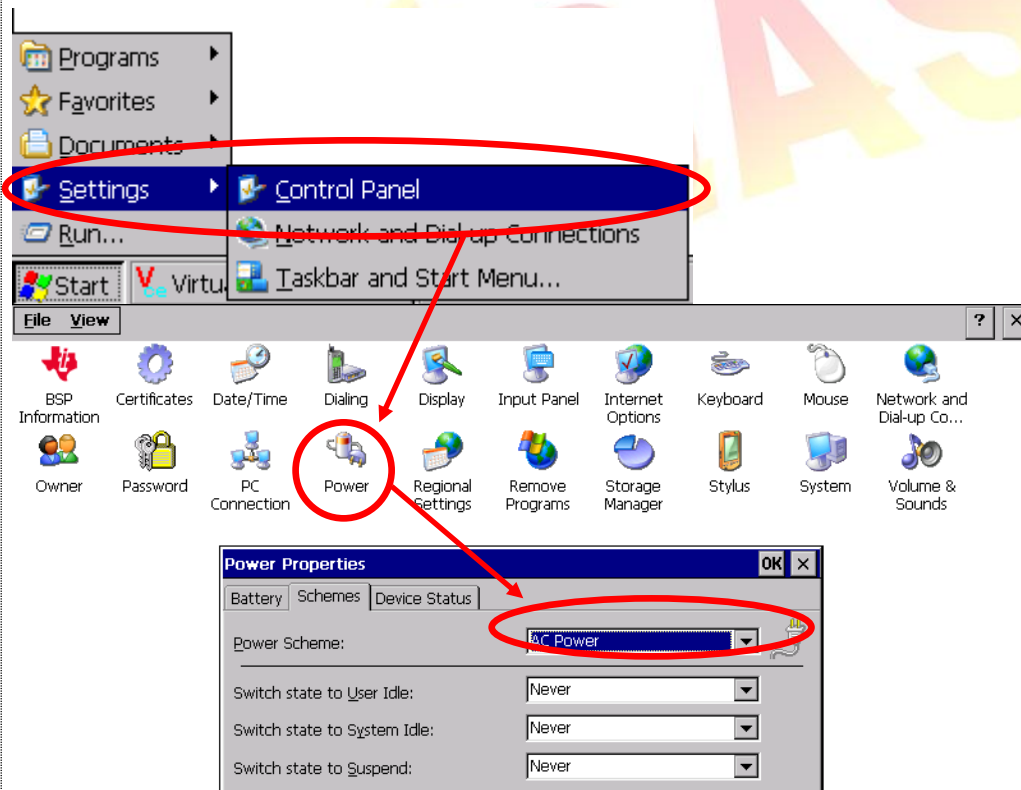 Programs
Favorites
Documents
Settings
Control Panel
Run...
Network and Dial-up Connections
Taskbar and Start Menu...
Start
Virtu
File View
? ×
BSP Information
Certificates
Date/Time
Dialing
Display
Input Panel
Internet Options
Keyboard
Mouse
Network and Dial-up Co...
Owner
Password
PC Connection
Power
Regional Settings
Remove Programs
Storage Manager
Stylus
System
Volume & Sounds
Power Properties OK ×
Battery Schemes Device Status
Power Scheme: AC Power
Switch state to User Idle: Never
Switch state to System Idle: Never
Switch state to Suspend: Never